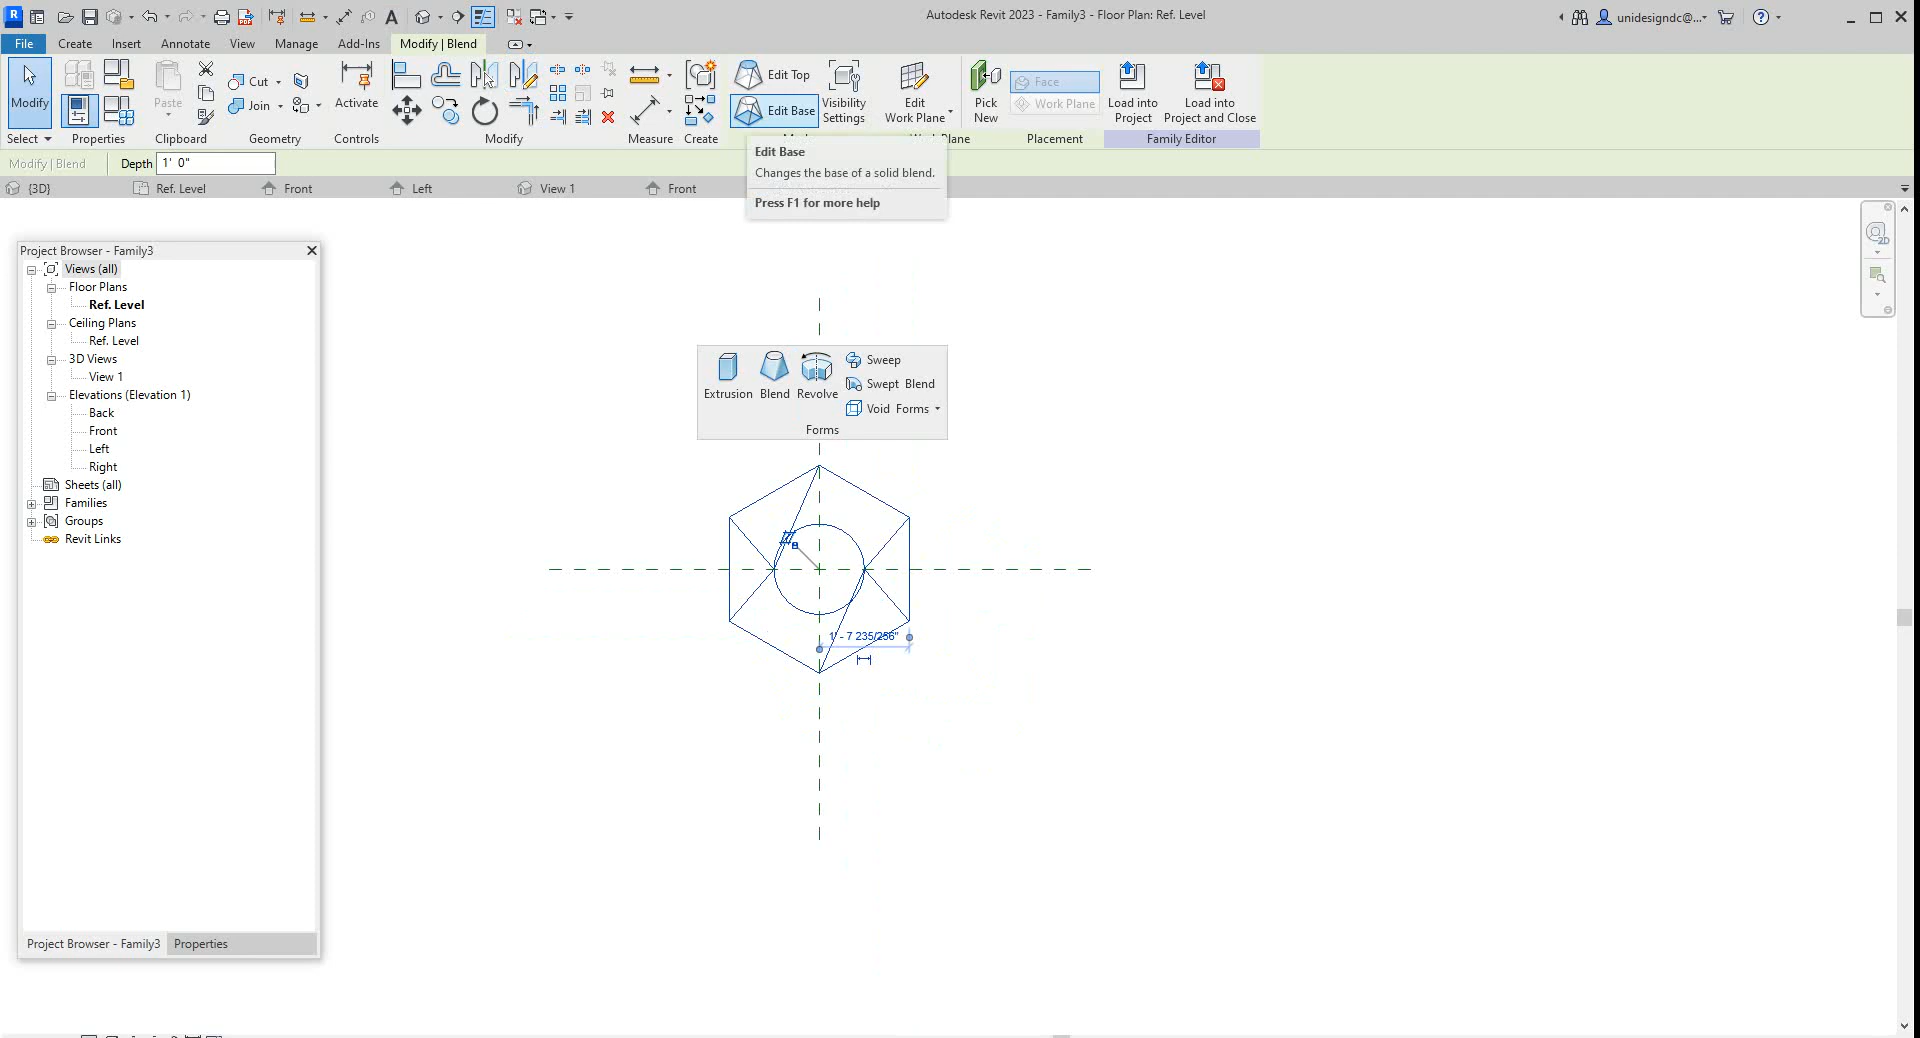 Autodesk Revit 2023 - Family3 - Floor Plan: Ref. Level
unidesigndc@...
File Create Insert Annotate View Manage Add-Ins Modify | Blend
Modify
Select
Properties
Paste
Clipboard
Cut
Join
Geometry
Activate
Controls
Modify
Measure
Create
Edit Top
Edit Base
Visibility
Settings
Edit
Work Plane
Pick
New
Face
Work Plane
Placement
Load into
Project
Load into
Project and Close
Family Editor
Modify | Blend
Depth 1' 0"
{3D} Ref. Level Front Left View 1 Front
Edit Base
Changes the base of a solid blend.
Press F1 for more help
Project Browser - Family3
Views (all)
Floor Plans
Ref. Level
Ceiling Plans
Ref. Level
3D Views
View 1
Elevations (Elevation 1)
Back
Front
Left
Right
Sheets (all)
Families
Groups
Revit Links
Project Browser - Family3 Properties
Extrusion Blend Revolve
Sweep
Swept Blend
Void Forms
Forms
1' - 7 235/256"
2D